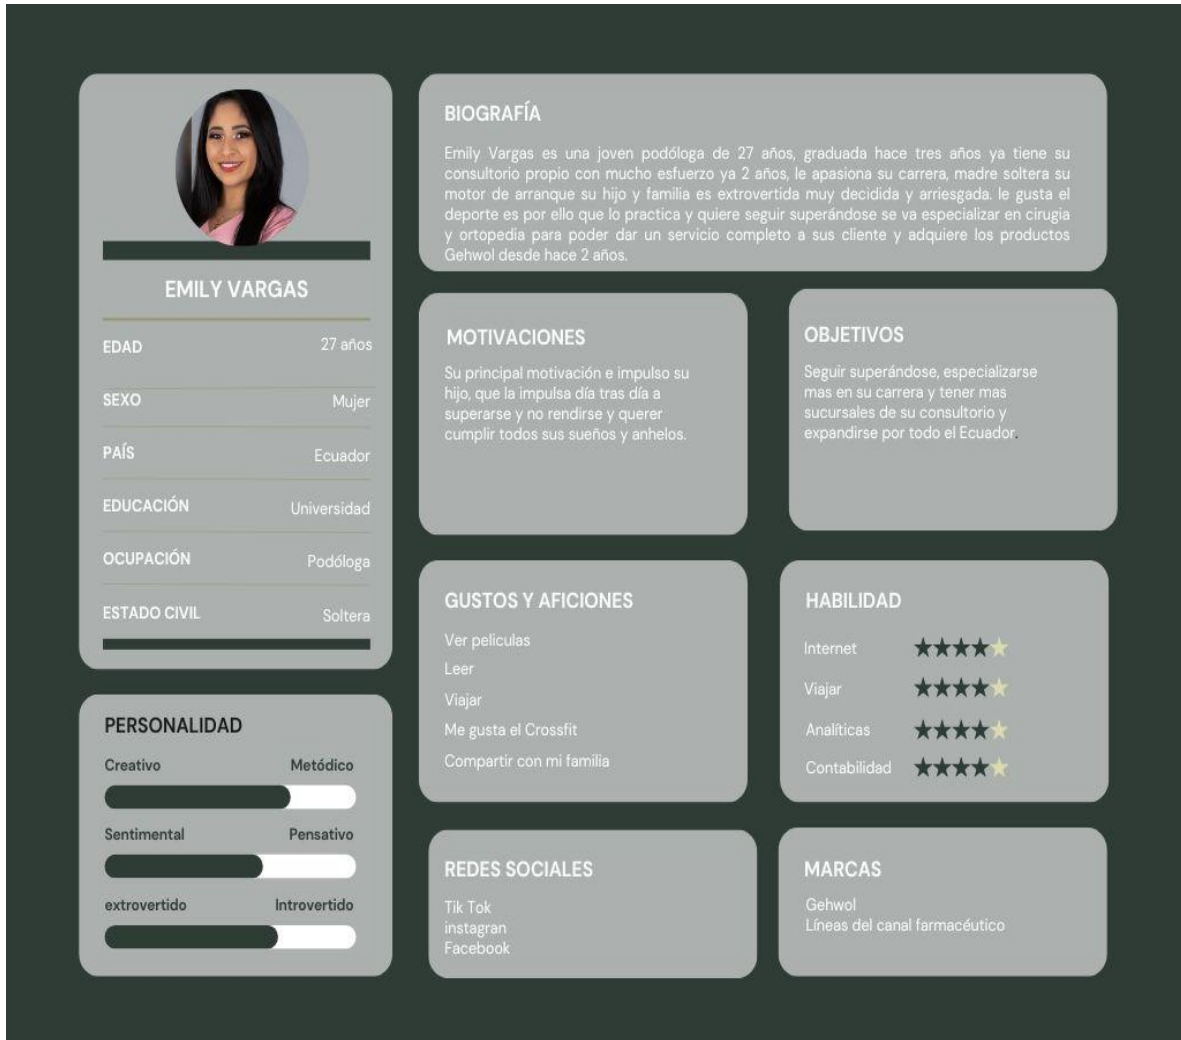 EMILY VARGAS
EDAD 27 años
SEXO Mujer
PAÍS Ecuador
EDUCACIÓN Universidad
OCUPACIÓN Podóloga
ESTADO CIVIL Soltera
PERSONALIDAD
Creativo Metódico
Sentimental Pensativo
extrovertido Introvertido
BIOGRAFÍA
Emily Vargas es una joven podóloga de 27 años, graduada hace tres años ya tiene su
consultorio propio con mucho esfuerzo ya 2 años, le apasiona su carrera, madre soltera su
motor de arranque su hijo y familia es extrovertida muy decidida y arriesgada. le gusta el
deporte es por ello que lo practica y quiere seguir superándose se va especializar en cirugia
y ortopedia para poder dar un servicio completo a sus cliente y adquiere los productos
Gehwol desde hace 2 años.
MOTIVACIONES
Su principal motivación e impulso su
hijo, que la impulsa día tras día a
superarse y no rendirse y querer
cumplir todos sus sueños y anhelos.
OBJETIVOS
Seguir superándose, especializarse
mas en su carrera y tener mas
sucursales de su consultorio y
expandirse por todo el Ecuador.
GUSTOS Y AFICIONES
Ver peliculas
Leer
Viajar
Me gusta el Crossfit
Compartir con mi familia
HABILIDAD
Internet
Viajar
Analíticas
Contabilidad
REDES SOCIALES
Tik Tok
instagran
Facebook
MARCAS
Gehwol
Líneas del canal farmacéutico